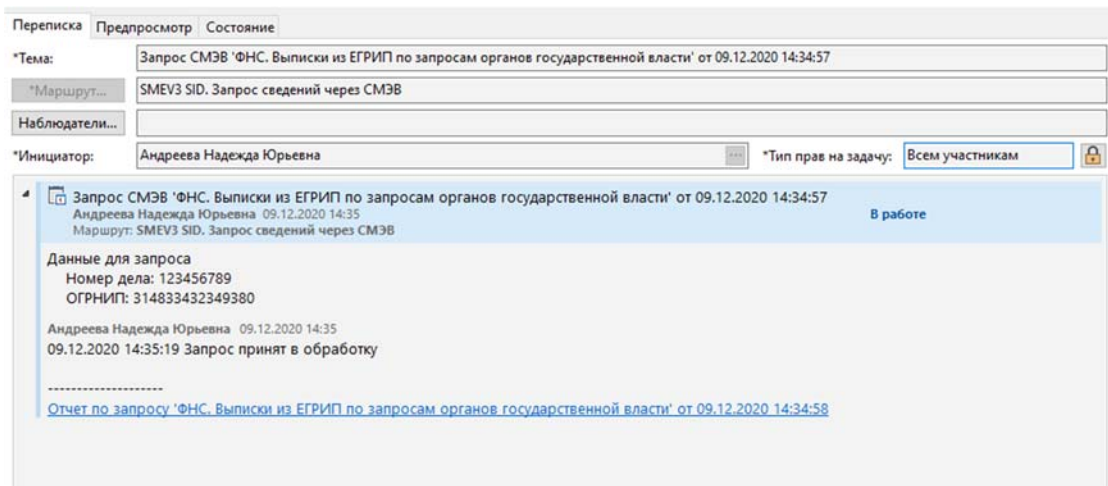 Переписка Предпросмотр Состояние
*Тема: Запрос СМЭВ 'ФНС. Выписки из ЕГРИП по запросам органов государственной власти' от 09.12.2020 14:34:57
*Маршрут... SMEV3 SID. Запрос сведений через СМЭВ
Наблюдатели...
*Инициатор: Андреева Надежда Юрьевна ... *Тип прав на задачу: Всем участникам
Запрос СМЭВ 'ФНС. Выписки из ЕГРИП по запросам органов государственной власти' от 09.12.2020 14:34:57
Андреева Надежда Юрьевна 09.12.2020 14:35 В работе
Маршрут: SMEV3 SID. Запрос сведений через СМЭВ
Данные для запроса
Номер дела: 123456789
ОГРНИП: 314833432349380
Андреева Надежда Юрьевна 09.12.2020 14:35
09.12.2020 14:35:19 Запрос принят в обработку
--------------------
Отчет по запросу 'ФНС. Выписки из ЕГРИП по запросам органов государственной власти' от 09.12.2020 14:34:58